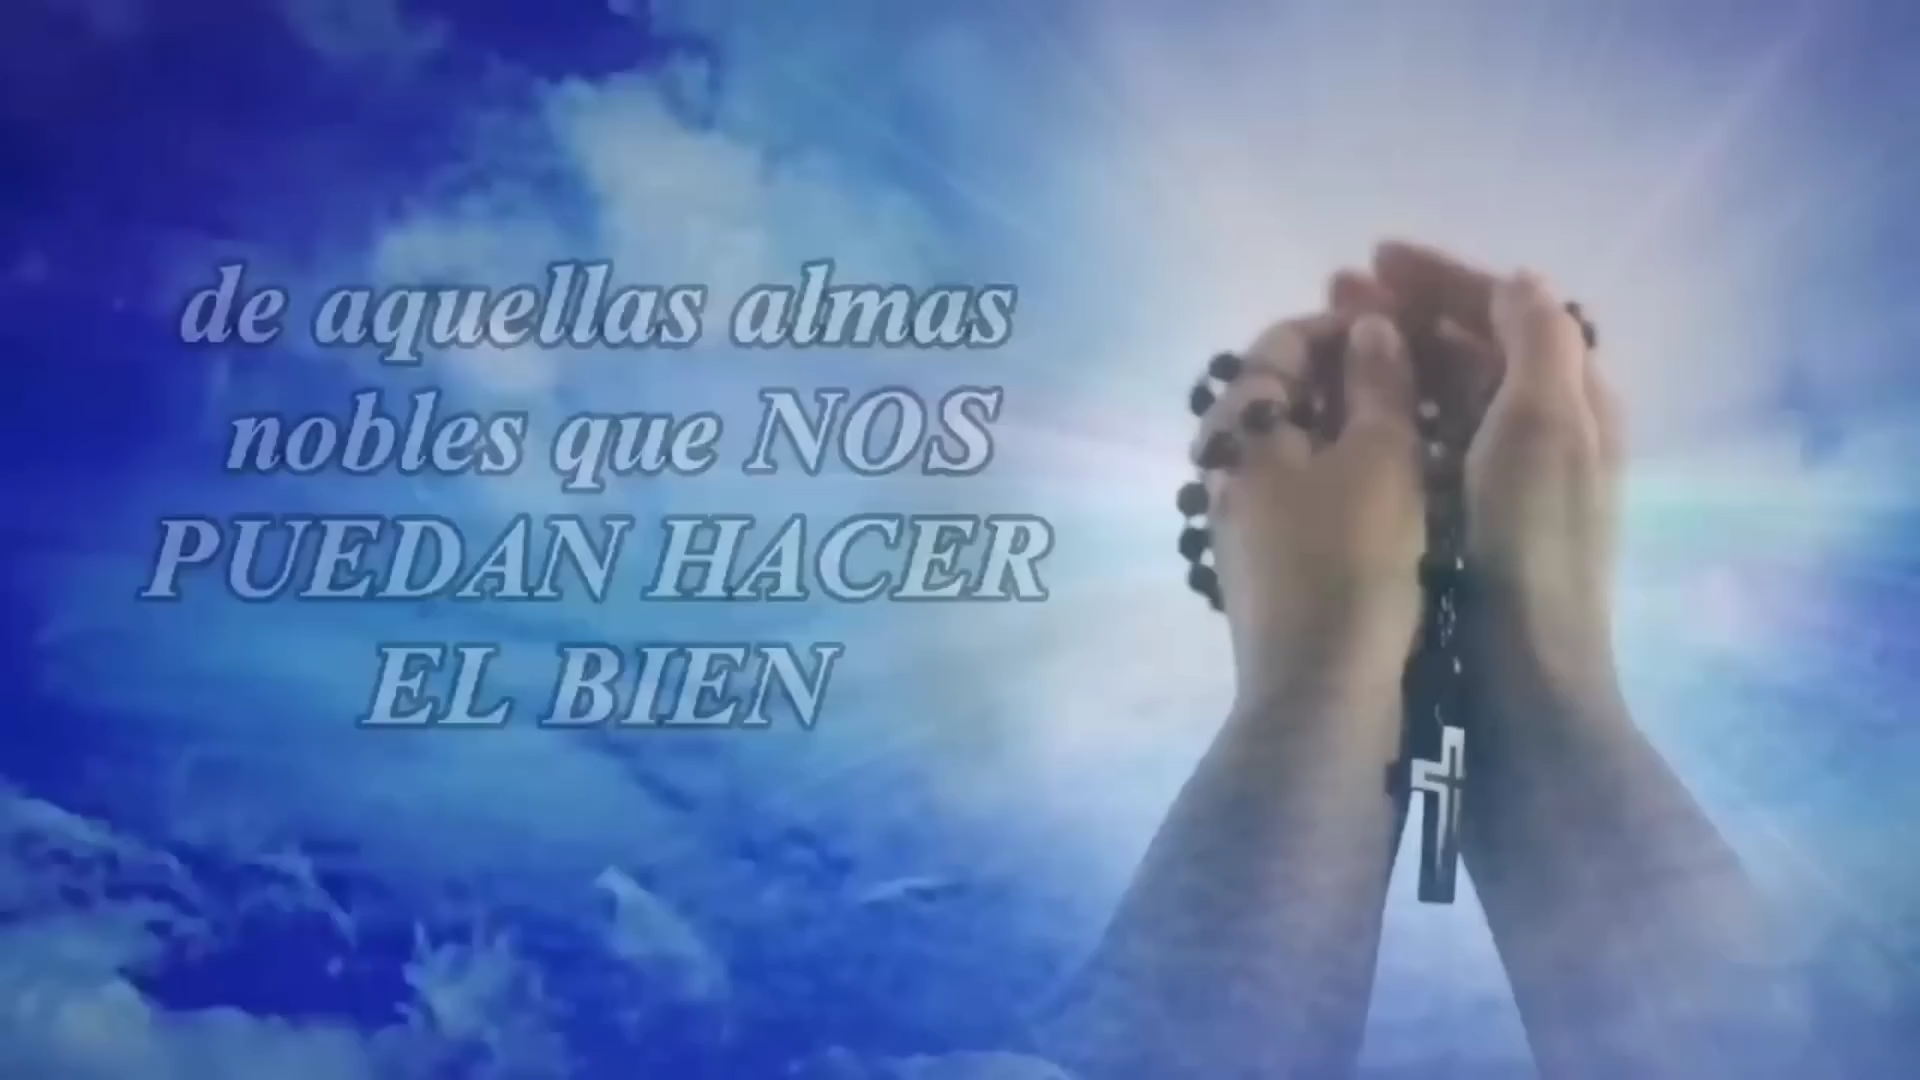 de aquellas almas
nobles que NOS
PUEDAN HACER
EL BIEN